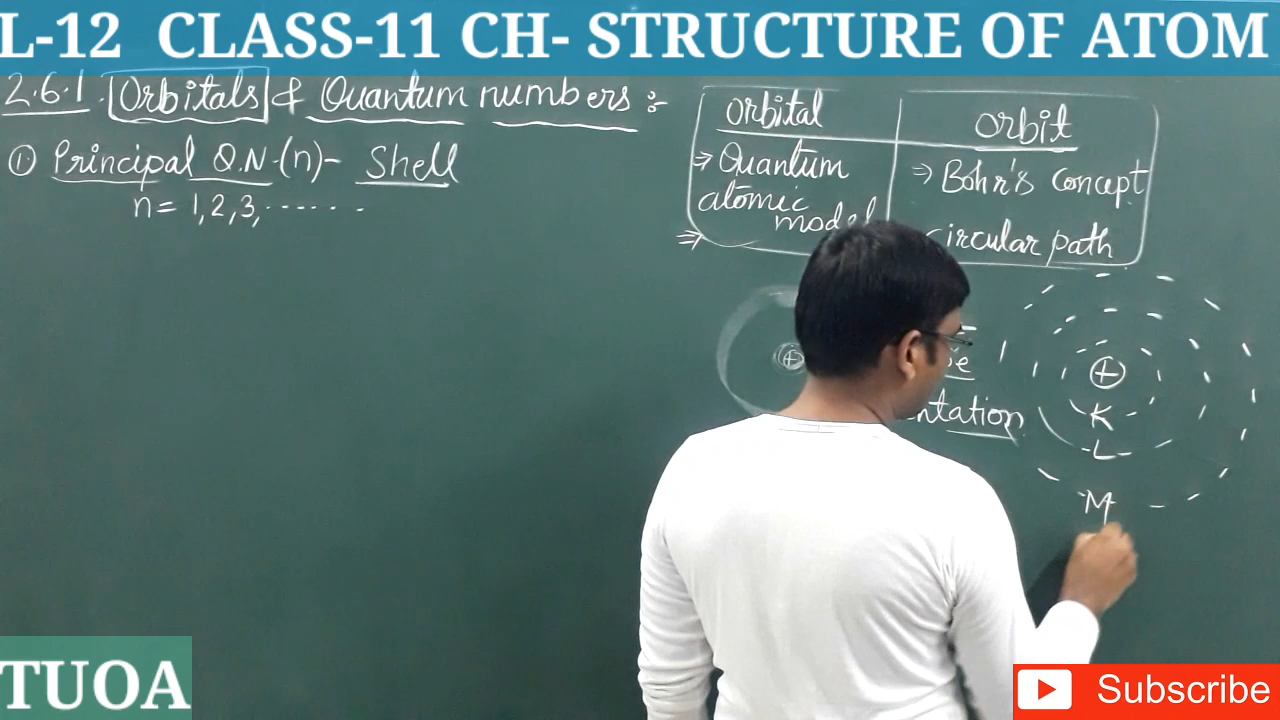 L-12 CLASS-11 CH- STRUCTURE OF ATOM
2.6.1. Orbitals & Quantum numbers :-
① Principal Q.N.(n)- Shell
n = 1, 2, 3, .......
Orbital
⇒ Quantum
atomic
model
⇒
Orbit
⇒ Bohr's concept
circular path
+
+
K
L
M
TUOA
Subscribe